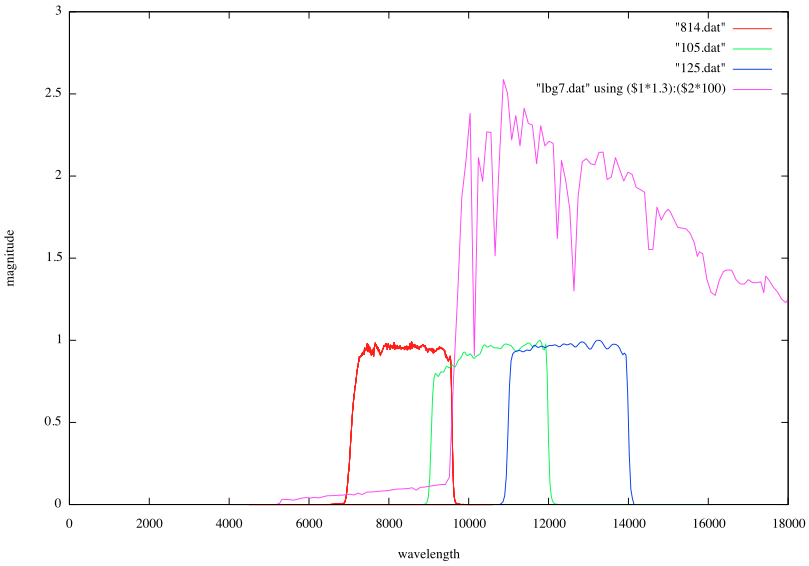 3
"814.dat"
"105.dat"
2.5
"125.dat"
"lbg7.dat" using ($1*1.3):($2*100)
2
magnitude
1.5
1
0.5
0
0 2000 4000 6000 8000 10000 12000 14000 16000 18000
wavelength